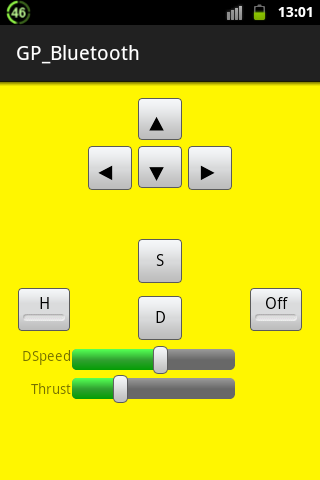 46 13:01
GP_Bluetooth
▲
◀ ▼ ▶
S
H D Off
DSpeed
Thrust